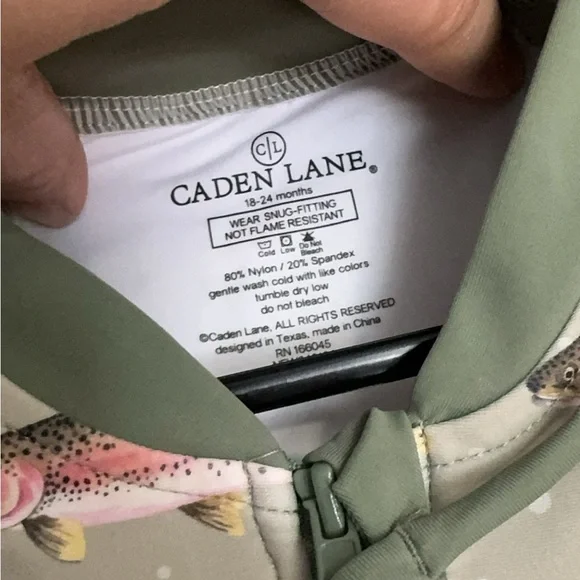 C|L
CADEN LANE®
18-24 months
WEAR SNUG-FITTING
NOT FLAME RESISTANT
Cold Low Do Not
Bleach
80% Nylon / 20% Spandex
gentle wash cold with like colors
tumble dry low
do not bleach
©Caden Lane, ALL RIGHTS RESERVED
designed in Texas, made in China
RN 166045